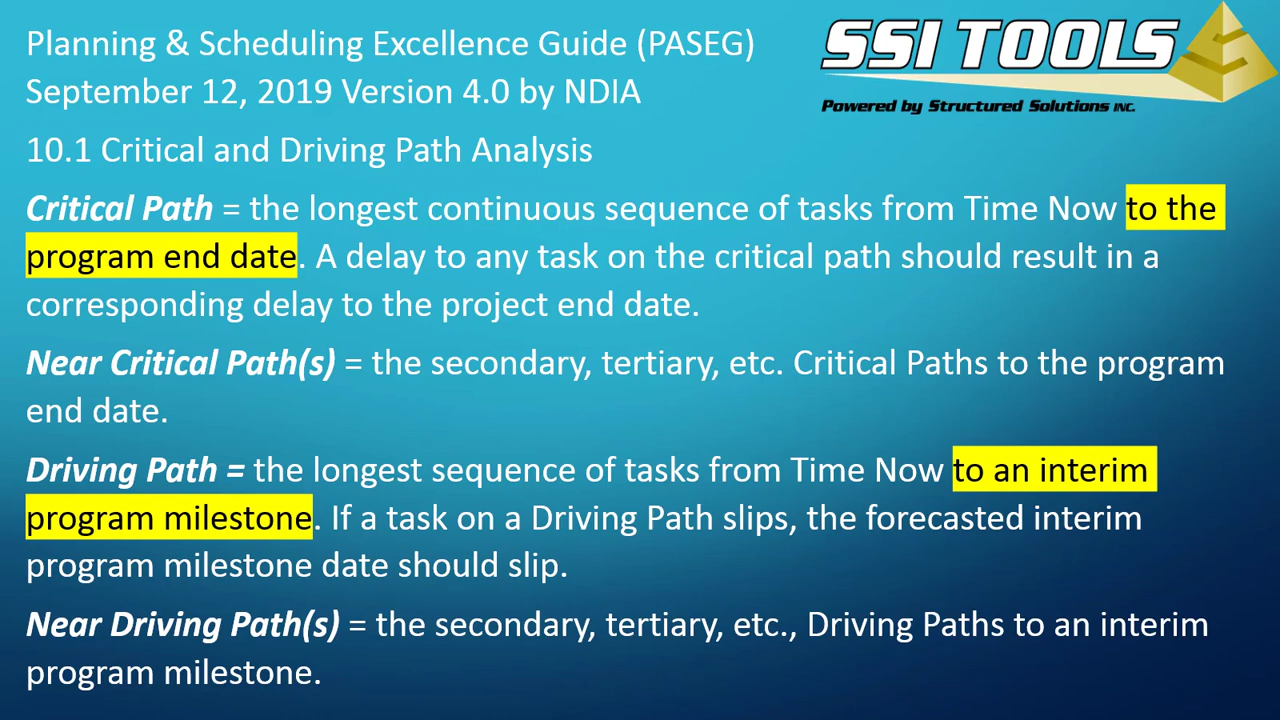 Planning & Scheduling Excellence Guide (PASEG)
September 12, 2019 Version 4.0 by NDIA
SSI TOOLS
Powered by Structured Solutions INC.
10.1 Critical and Driving Path Analysis
Critical Path = the longest continuous sequence of tasks from Time Now to the
program end date. A delay to any task on the critical path should result in a
corresponding delay to the project end date.
Near Critical Path(s) = the secondary, tertiary, etc. Critical Paths to the program
end date.
Driving Path = the longest sequence of tasks from Time Now to an interim
program milestone. If a task on a Driving Path slips, the forecasted interim
program milestone date should slip.
Near Driving Path(s) = the secondary, tertiary, etc., Driving Paths to an interim
program milestone.